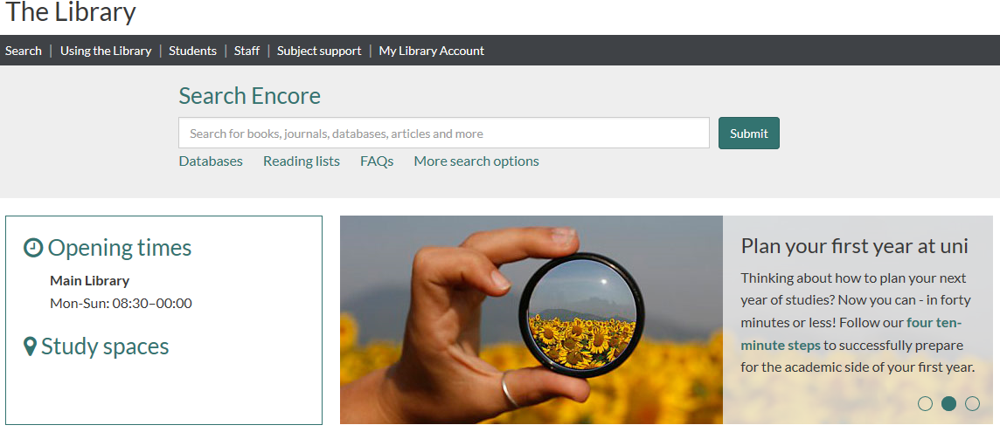 The Library
Search | Using the Library | Students | Staff | Subject support | My Library Account
Search Encore
Search for books, journals, databases, articles and more
Submit
Databases Reading lists FAQs More search options
Opening times
Main Library
Mon-Sun: 08:30–00:00
Study spaces
Plan your first year at uni
Thinking about how to plan your next
year of studies? Now you can - in forty
minutes or less! Follow our four ten-
minute steps to successfully prepare
for the academic side of your first year.